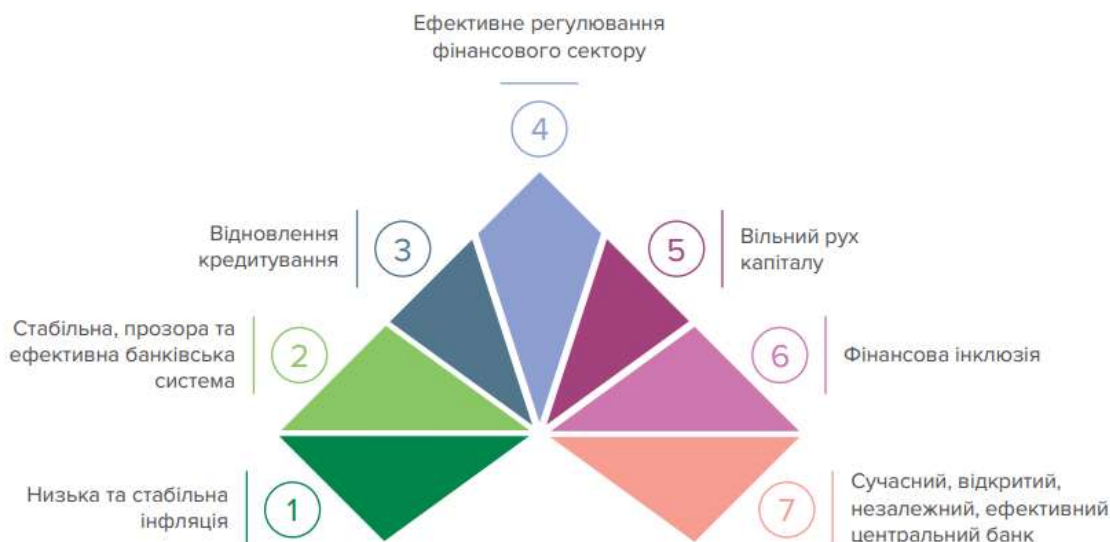 Ефективне регулювання
фінансового сектору
4
Відновлення
кредитування
3
5
Вільний рух
капіталу
Стабільна, прозора та
ефективна банківська
система
2
6
Фінансова інклюзія
Низька та стабільна
інфляція
1
7
Сучасний, відкритий,
незалежний, ефективний
центральний банк